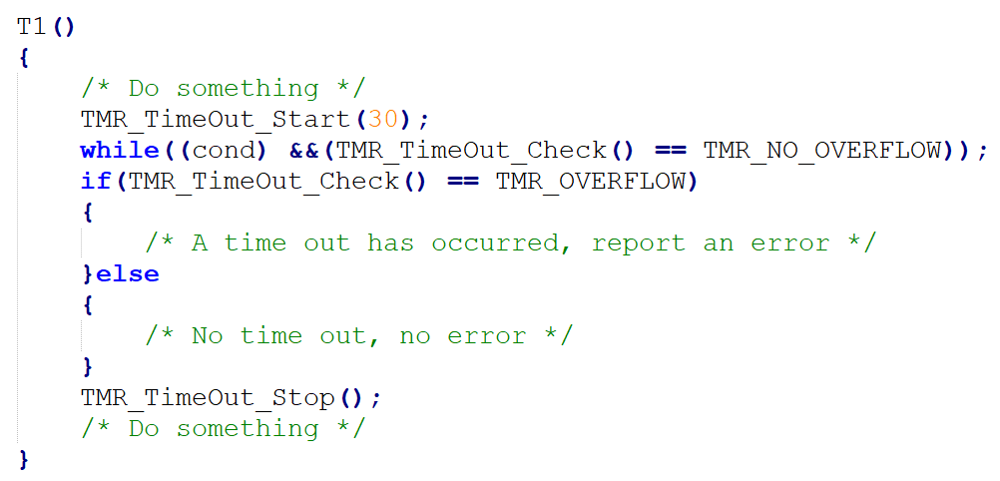 T1()
{
/* Do something */
TMR_TimeOut_Start(30);
while((cond) &&(TMR_TimeOut_Check() == TMR_NO_OVERFLOW));
if(TMR_TimeOut_Check() == TMR_OVERFLOW)
{
/* A time out has occurred, report an error */
}else
{
/* No time out, no error */
}
TMR_TimeOut_Stop();
/* Do something */
}